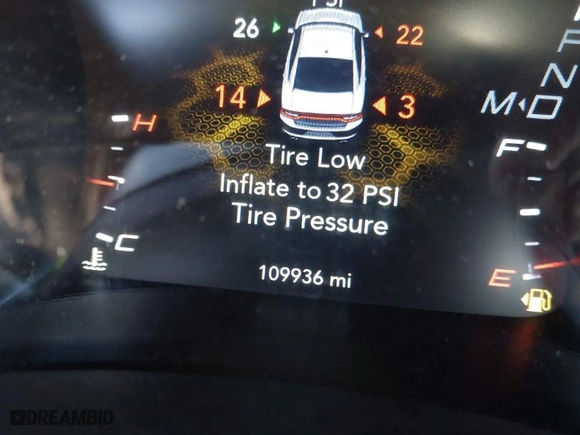 PSI
26 22
14 3
Tire Low
Inflate to 32 PSI
Tire Pressure
109936 mi
H
C
P
N
M D
F
E
DREAMBID